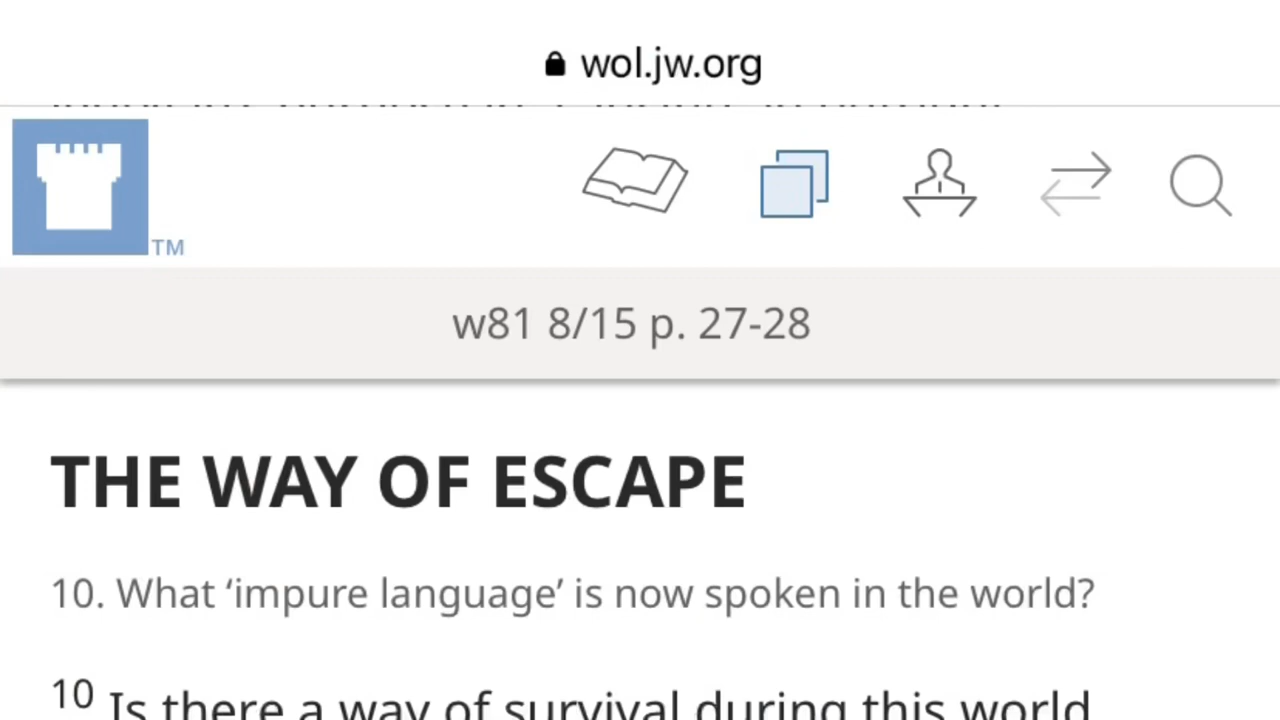 wol.jw.org
TM
w81 8/15 p. 27-28
THE WAY OF ESCAPE
10. What ‘impure language’ is now spoken in the world?
10 Is there a way of survival during this world